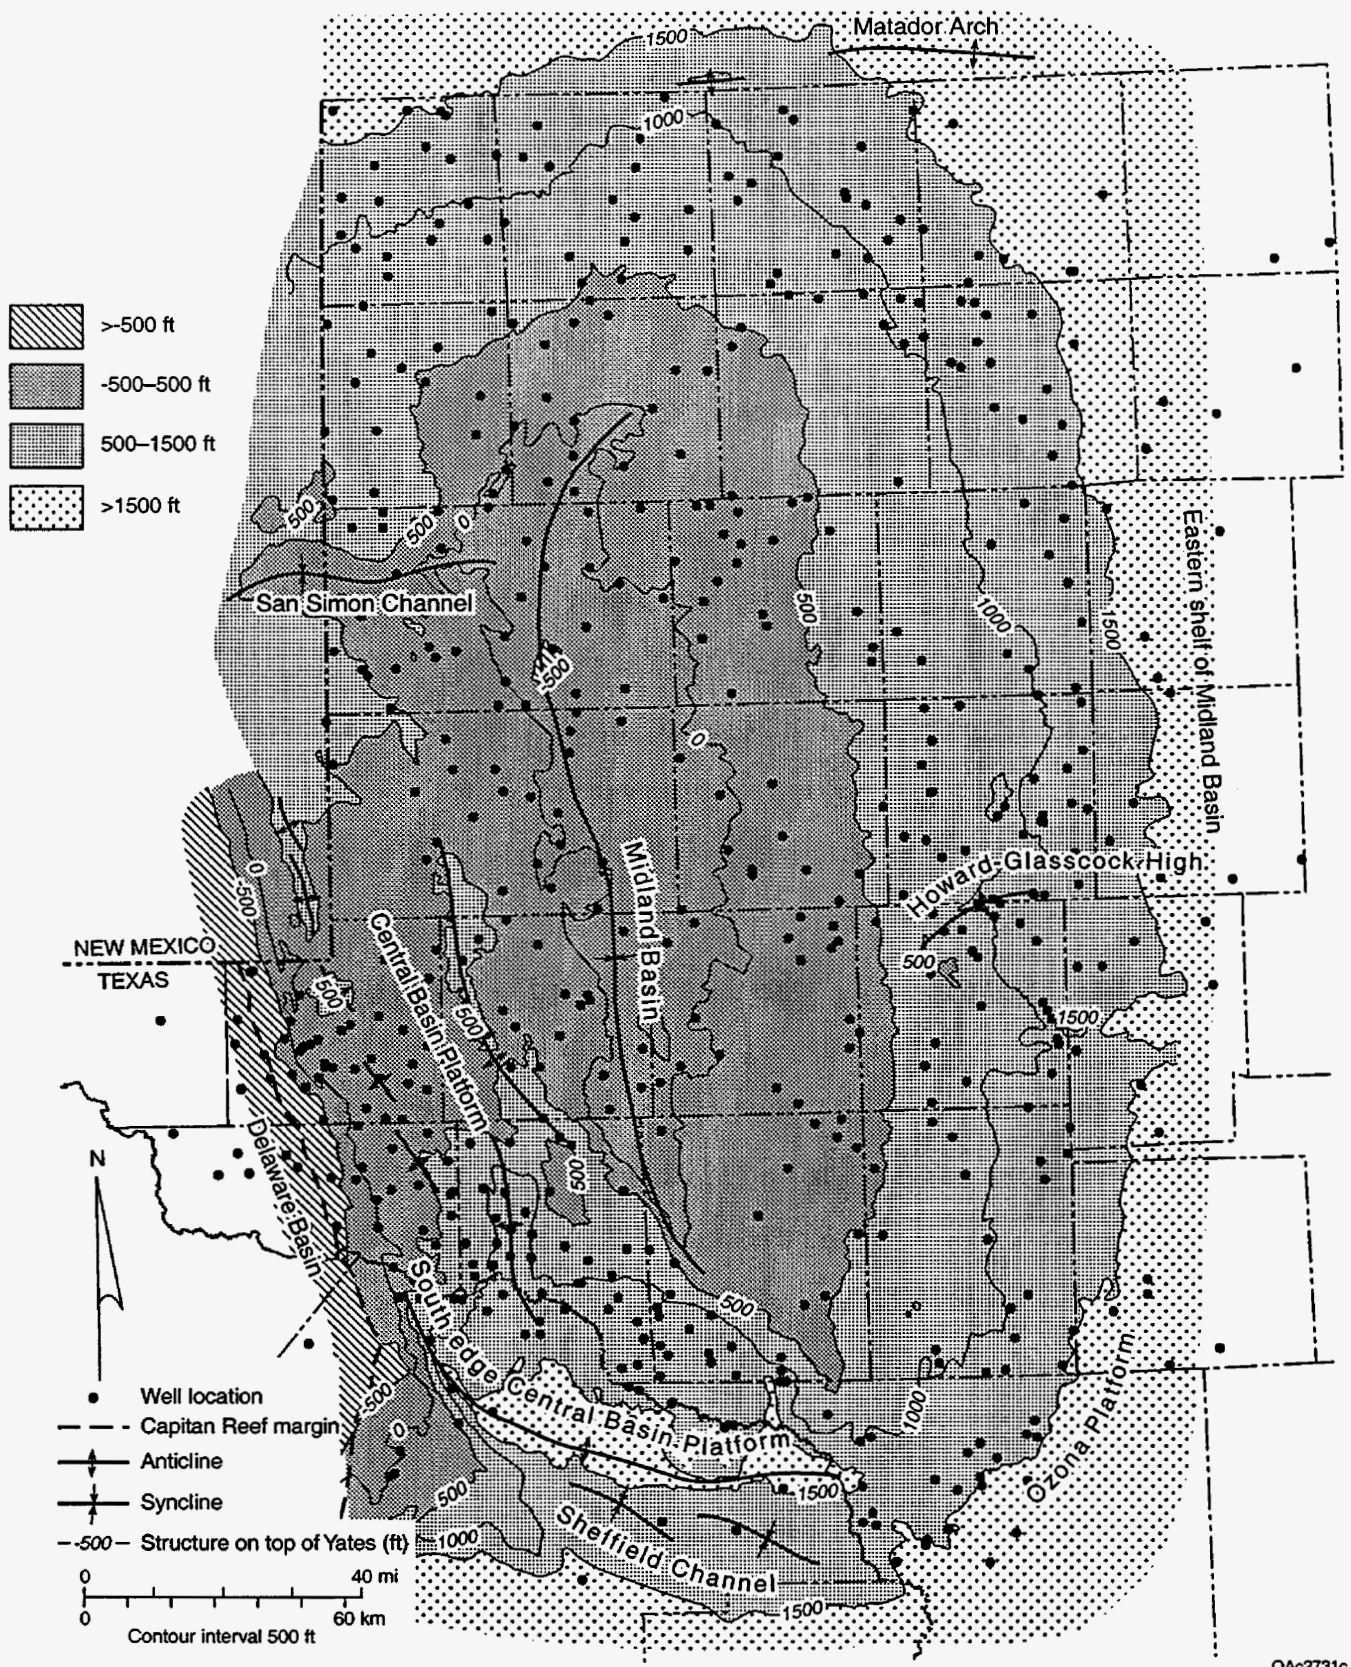 1500
Matador Arch
1000
>-500 ft
-500–500 ft
500–1500 ft
>1500 ft
500
500
0
San Simon Channel
500
1000
1500
Eastern shelf of Midland Basin
-500
0
0
-500
Midland Basin
Howard-Glasscock High
Central Basin Platform
NEW MEXICO
TEXAS
500
500
500
1500
Delaware Basin
N
500
South edge Central Basin Platform
500
-500
0
1000
Ozona Platform
1500
500
1000
Sheffield Channel
1500
Well location
Capitan Reef margin
Anticline
Syncline
-500 Structure on top of Yates (ft)
0 40 mi
0 60 km
Contour interval 500 ft
QAc3731c